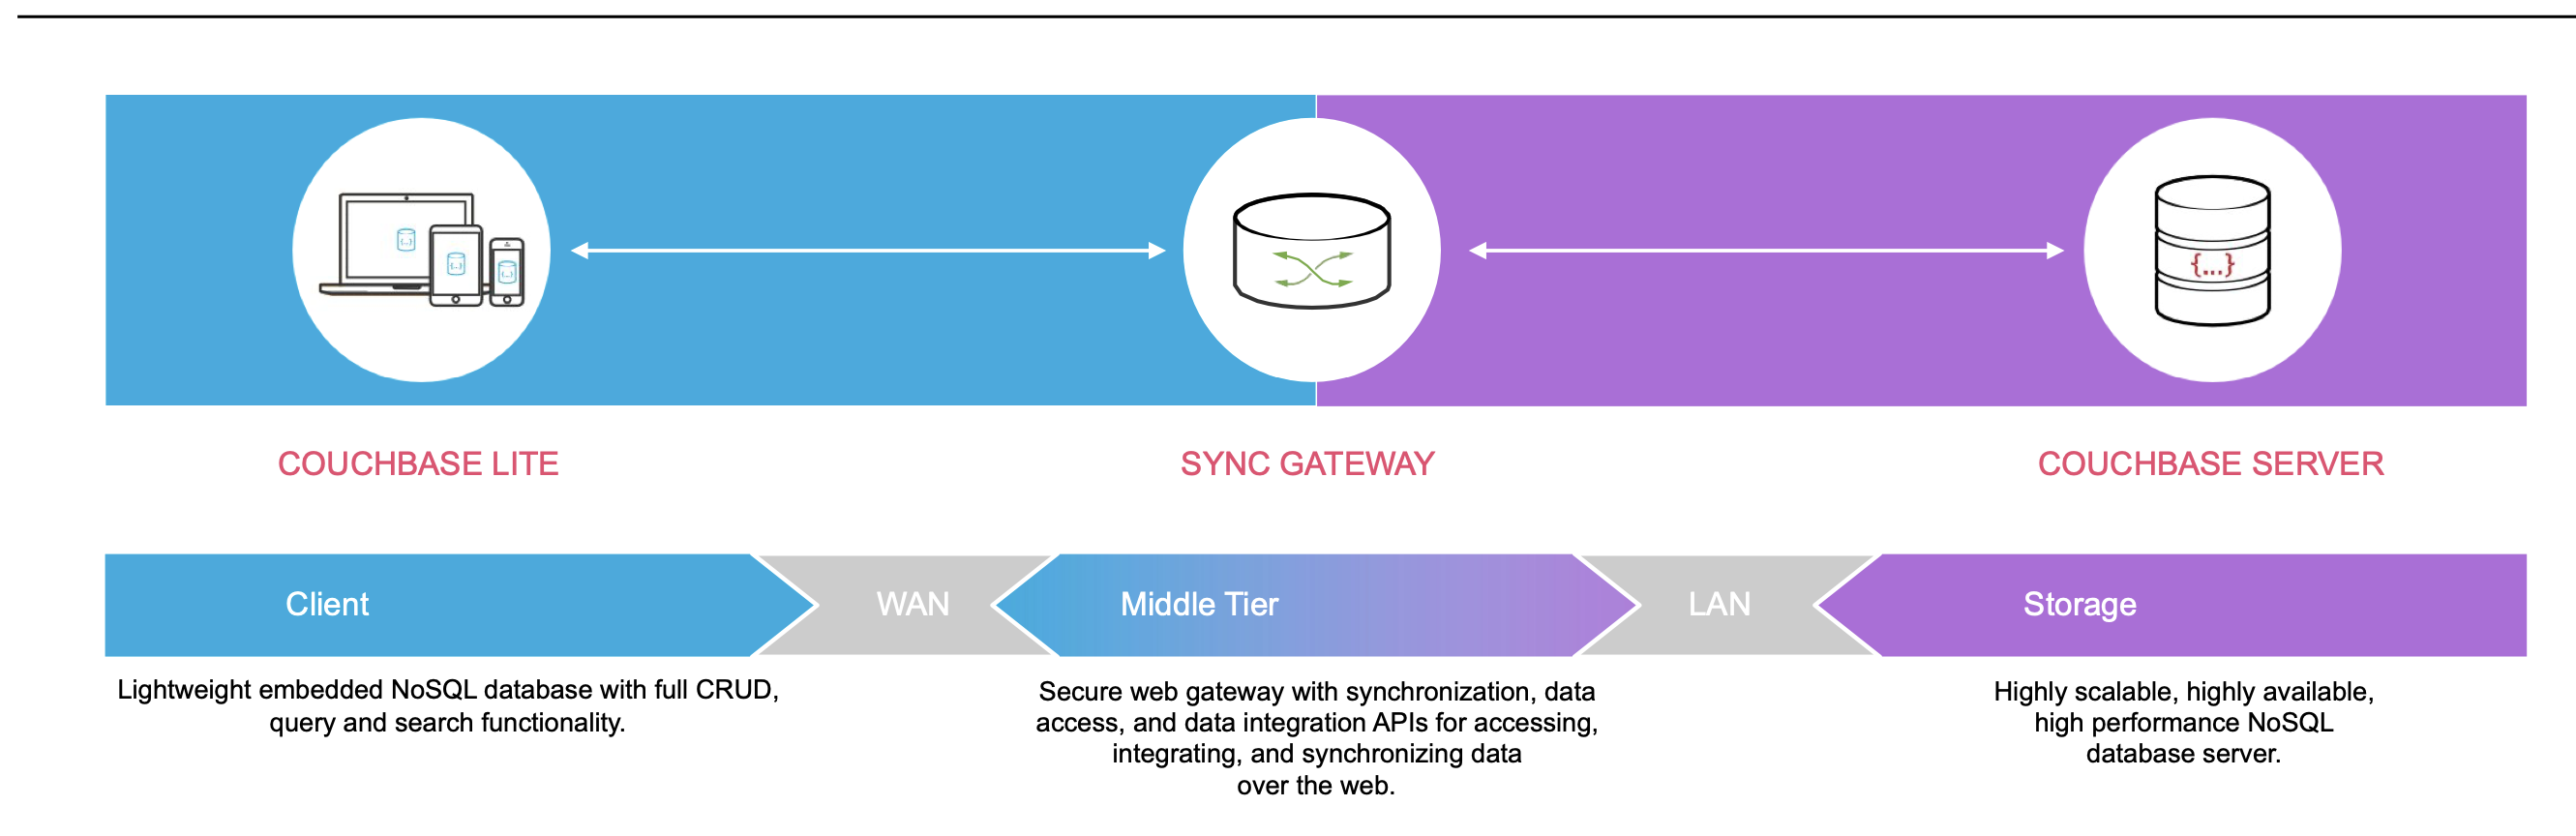 {...}
{...}
{...}
{...}
COUCHBASE LITE
SYNC GATEWAY
COUCHBASE SERVER
Client
WAN
Middle Tier
LAN
Storage
Lightweight embedded NoSQL database with full CRUD,
query and search functionality.
Secure web gateway with synchronization, data
access, and data integration APIs for accessing,
integrating, and synchronizing data
over the web.
Highly scalable, highly available,
high performance NoSQL
database server.